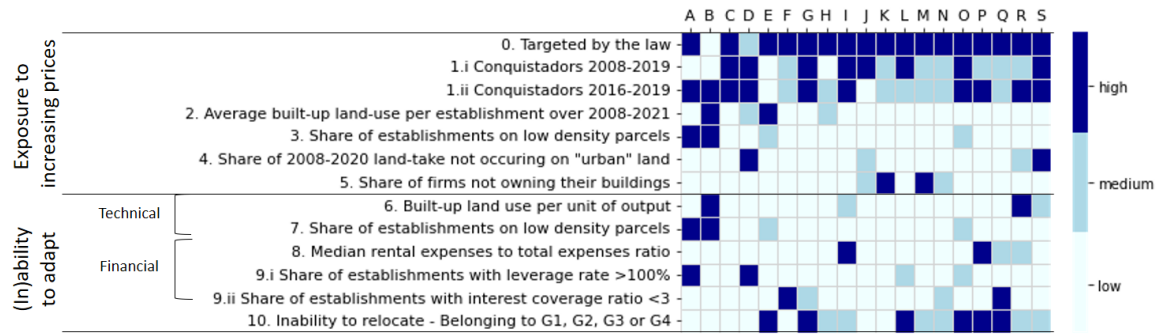 A B C D E F G H I J K L M N O P Q R S
Exposure to
increasing prices
0. Targeted by the law
1.i Conquistadors 2008-2019
1.ii Conquistadors 2016-2019
2. Average built-up land-use per establishment over 2008-2021
3. Share of establishments on low density parcels
4. Share of 2008-2020 land-take not occuring on "urban" land
5. Share of firms not owning their buildings
(In)ability
to adapt
Technical
6. Built-up land use per unit of output
7. Share of establishments on low density parcels
Financial
8. Median rental expenses to total expenses ratio
9.i Share of establishments with leverage rate >100%
9.ii Share of establishments with interest coverage ratio <3
10. Inability to relocate - Belonging to G1, G2, G3 or G4
high
medium
low